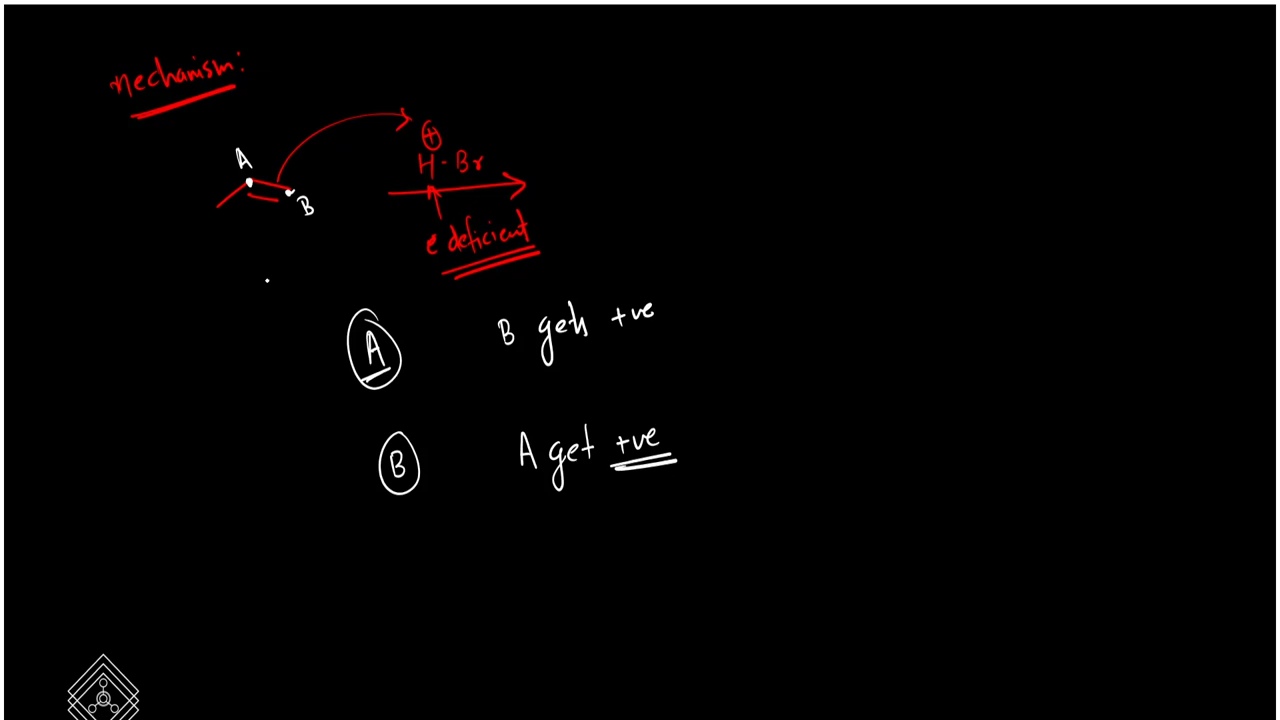 mechanism:
A
B
⊕
H - Br
e deficient
A B gets +ve
B A get +ve